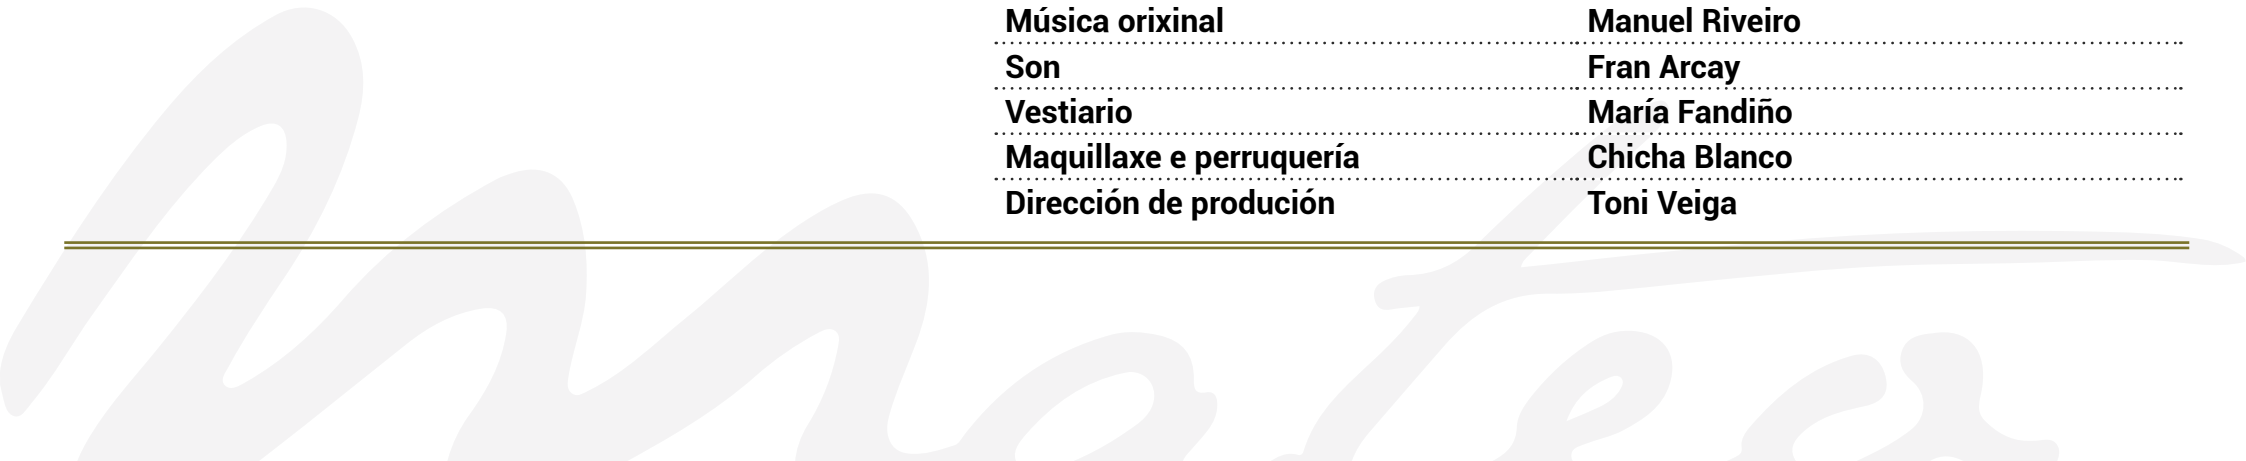 Música orixinal Manuel Riveiro
Son Fran Arcay
Vestiario María Fandiño
Maquillaxe e perruquería Chicha Blanco
Dirección de produción Toni Veiga